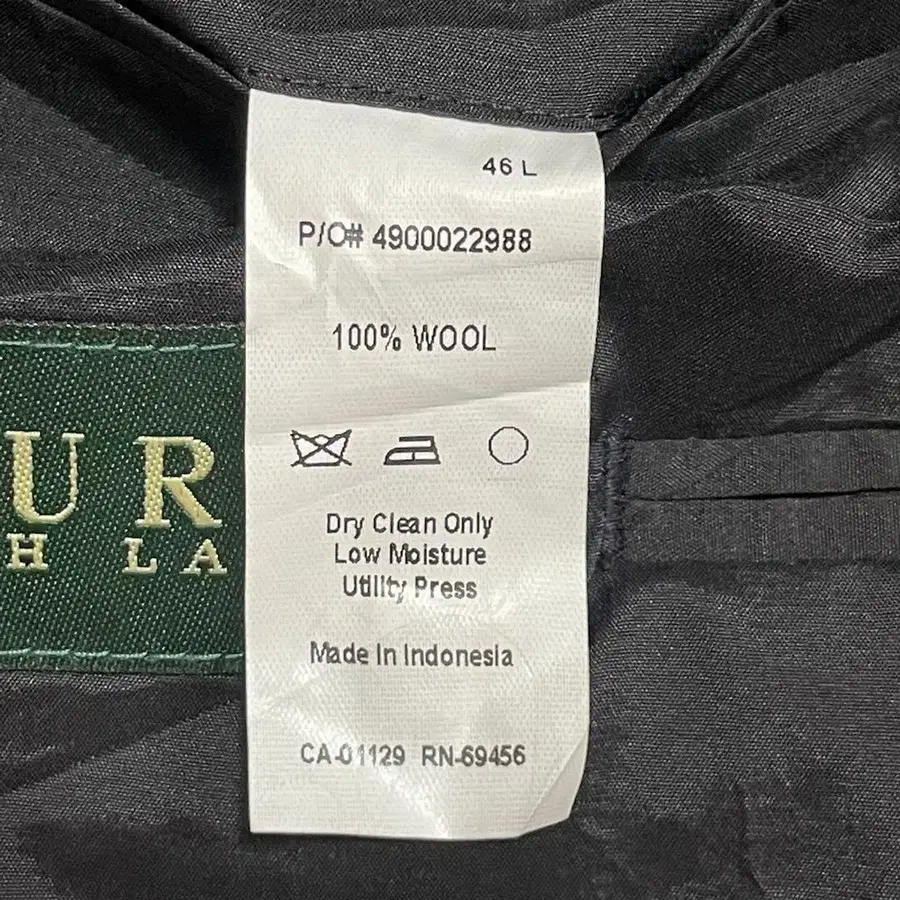 46 L
P/O# 4900022988
100% WOOL
UR
H LA
Dry Clean Only
Low Moisture
Utility Press
Made In Indonesia
CA-01129 RN-69456